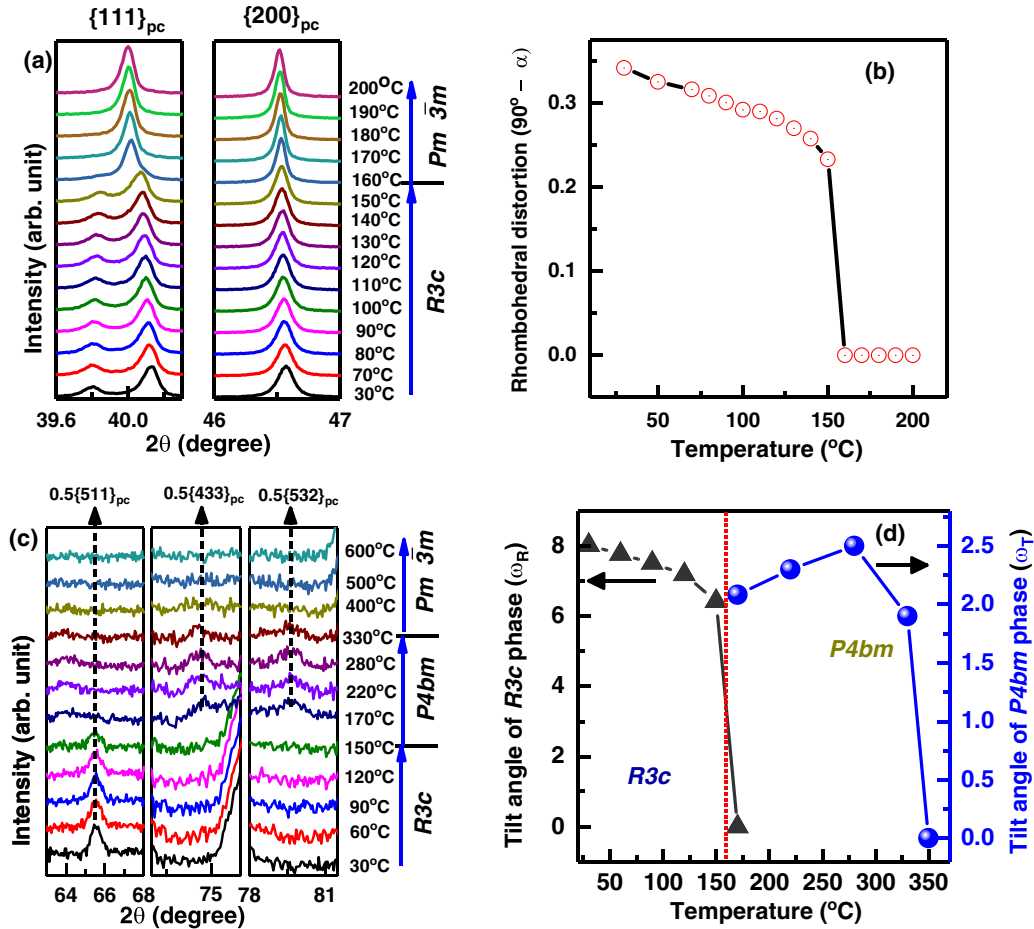 {111}pc {200}pc
(a)
200°C
190°C
180°C
170°C
160°C
150°C
140°C
130°C
120°C
110°C
100°C
90°C
80°C
70°C
30°C
Pm 3̄m
R3c
Intensity (arb. unit)
39.6 40.0 46 47
2θ (degree)
(b)
Rhombohedral distortion (90° − α)
0.3
0.2
0.1
0.0
50 100 150 200
Temperature (°C)
0.5{511}pc 0.5{433}pc 0.5{532}pc
(c)
600°C
500°C
400°C
330°C
280°C
220°C
170°C
150°C
120°C
90°C
60°C
30°C
Pm 3̄m
P4bm
R3c
Intensity (arb. unit)
64 66 68 75 78 81
2θ (degree)
(d)
Tilt angle of R3c phase (ωR)
8
6
4
2
0
R3c
P4bm
2.5
2.0
1.5
1.0
0.5
0.0
Tilt angle of P4bm phase (ωT)
50 100 150 200 250 300 350
Temperature (°C)